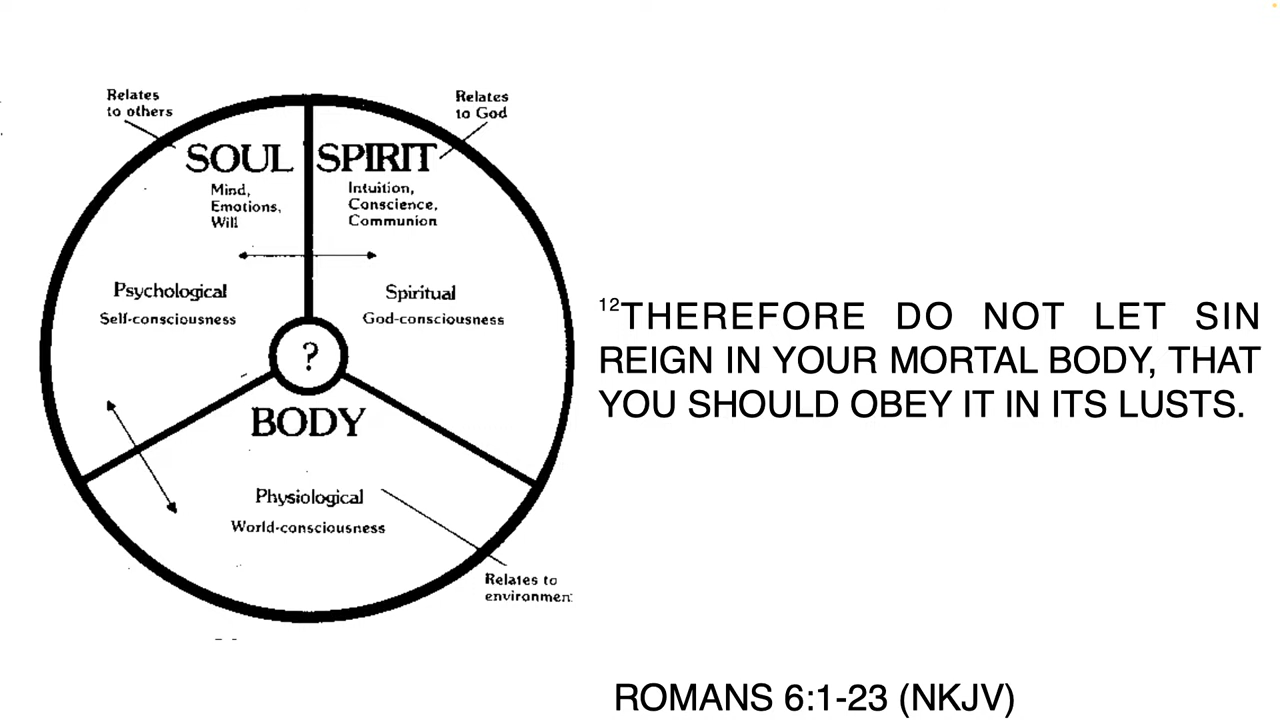 Relates
to others
Relates
to God
SOUL
SPIRIT
Mind,
Emotions,
Will
Intuition,
Conscience,
Communion
Psychological
Self-consciousness
Spiritual
God-consciousness
?
BODY
Physiological
World-consciousness
Relates to
environmen
12THEREFORE DO NOT LET SIN
REIGN IN YOUR MORTAL BODY, THAT
YOU SHOULD OBEY IT IN ITS LUSTS.
ROMANS 6:1-23 (NKJV)